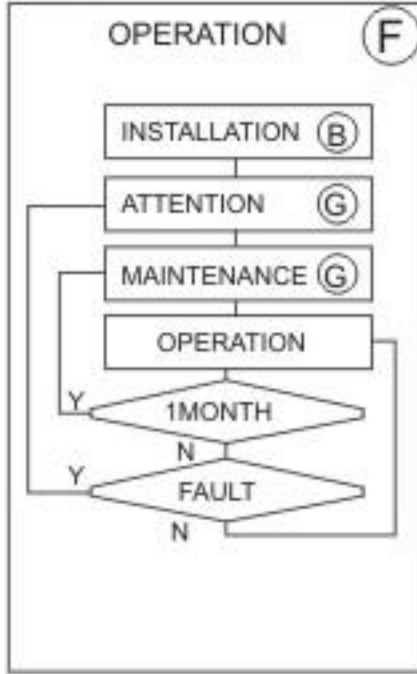 OPERATION F
INSTALLATION B
ATTENTION G
MAINTENANCE G
OPERATION
Y 1MONTH
N
Y FAULT
N